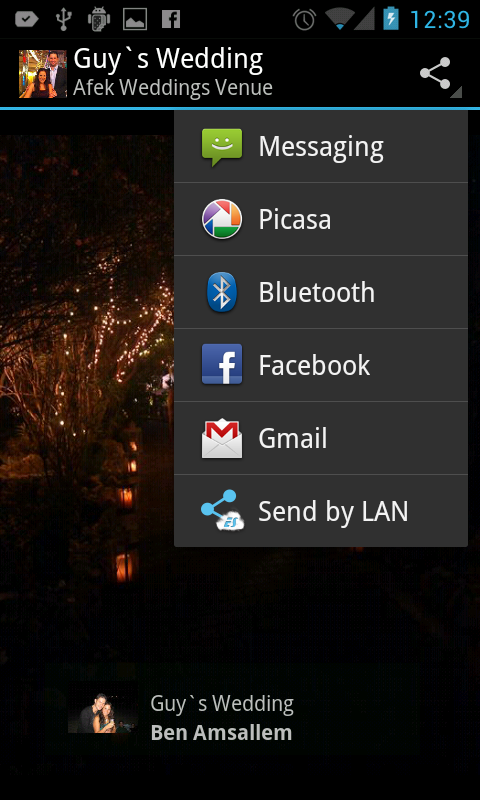 12:39
Guy`s Wedding
Afek Weddings Venue
Messaging
Picasa
Bluetooth
Facebook
Gmail
ES
Send by LAN
Guy`s Wedding
Ben Amsallem